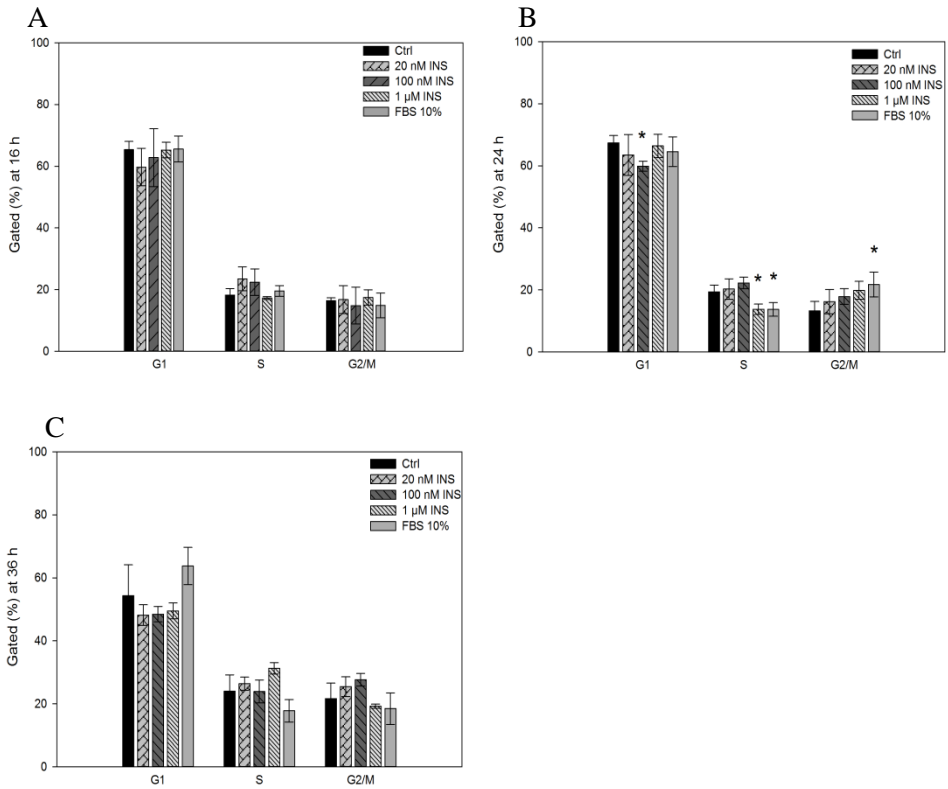 A
Gated (%) at 16 h
100
80
60
40
20
0
Ctrl
20 nM INS
100 nM INS
1 µM INS
FBS 10%
G1 S G2/M
B
Gated (%) at 24 h
100
80
60
40
20
0
Ctrl
20 nM INS
100 nM INS
1 µM INS
FBS 10%
*
* *
*
G1 S G2/M
C
Gated (%) at 36 h
100
80
60
40
20
0
Ctrl
20 nM INS
100 nM INS
1 µM INS
FBS 10%
G1 S G2/M